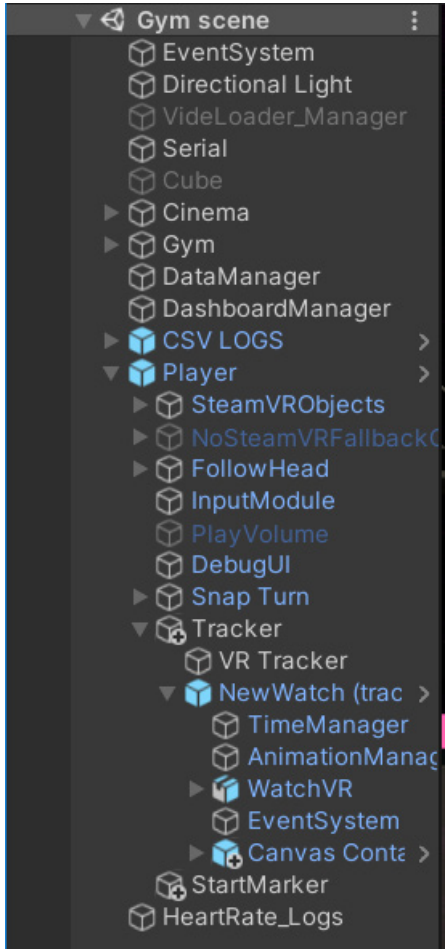 Gym scene
EventSystem
Directional Light
VideLoader_Manager
Serial
Cube
Cinema
Gym
DataManager
DashboardManager
CSV LOGS
Player
SteamVRObjects
NoSteamVRFallback
FollowHead
InputModule
PlayVolume
DebugUI
Snap Turn
Tracker
VR Tracker
NewWatch (trac
TimeManager
AnimationManag
WatchVR
EventSystem
Canvas Conta
StartMarker
HeartRate_Logs